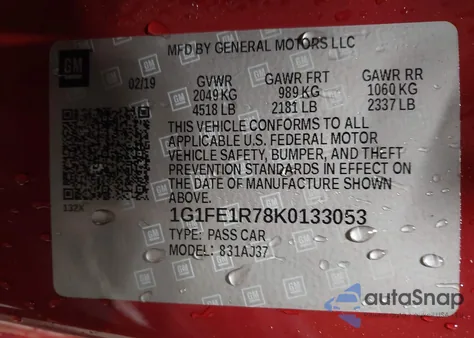 MFD BY GENERAL MOTORS LLC
GM
02/19 GVWR GAWR FRT GAWR RR
2049 KG 989 KG 1060 KG
4518 LB 2181 LB 2337 LB
THIS VEHICLE CONFORMS TO ALL
APPLICABLE U.S. FEDERAL MOTOR
VEHICLE SAFETY, BUMPER, AND THEFT
PREVENTION STANDARDS IN EFFECT ON
THE DATE OF MANUFACTURE SHOWN
ABOVE.
132X
1G1FE1R78K0133053
TYPE: PASS CAR
MODEL: 831AJ37
autoSnap